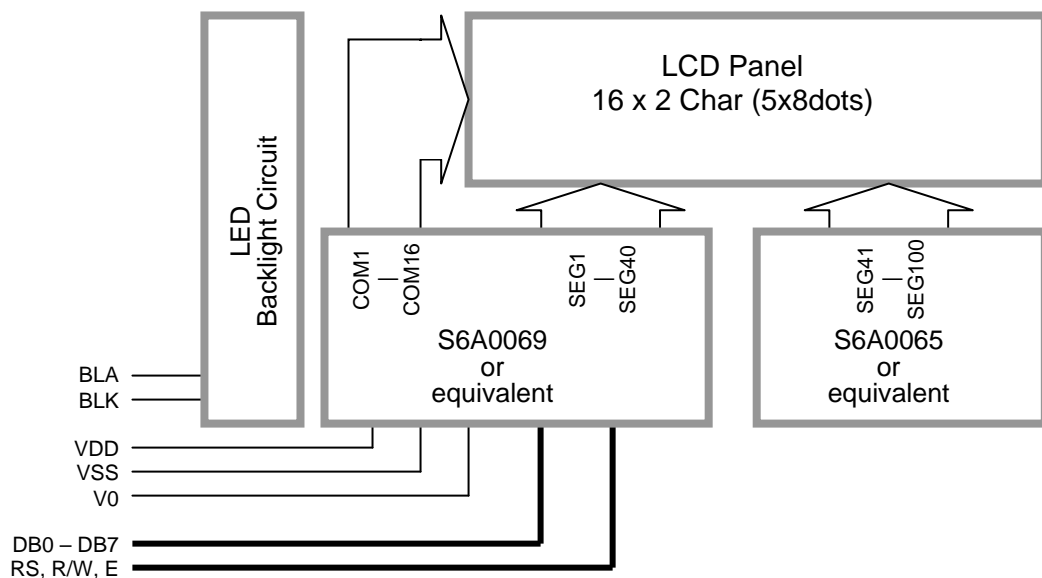 LCD Panel
16 x 2 Char (5x8dots)
LED
Backlight Circuit
COM1
—
COM16
SEG1
—
SEG40
S6A0069
or
equivalent
SEG41
—
SEG100
S6A0065
or
equivalent
BLA
BLK
VDD
VSS
V0
DB0 – DB7
RS, R/W, E